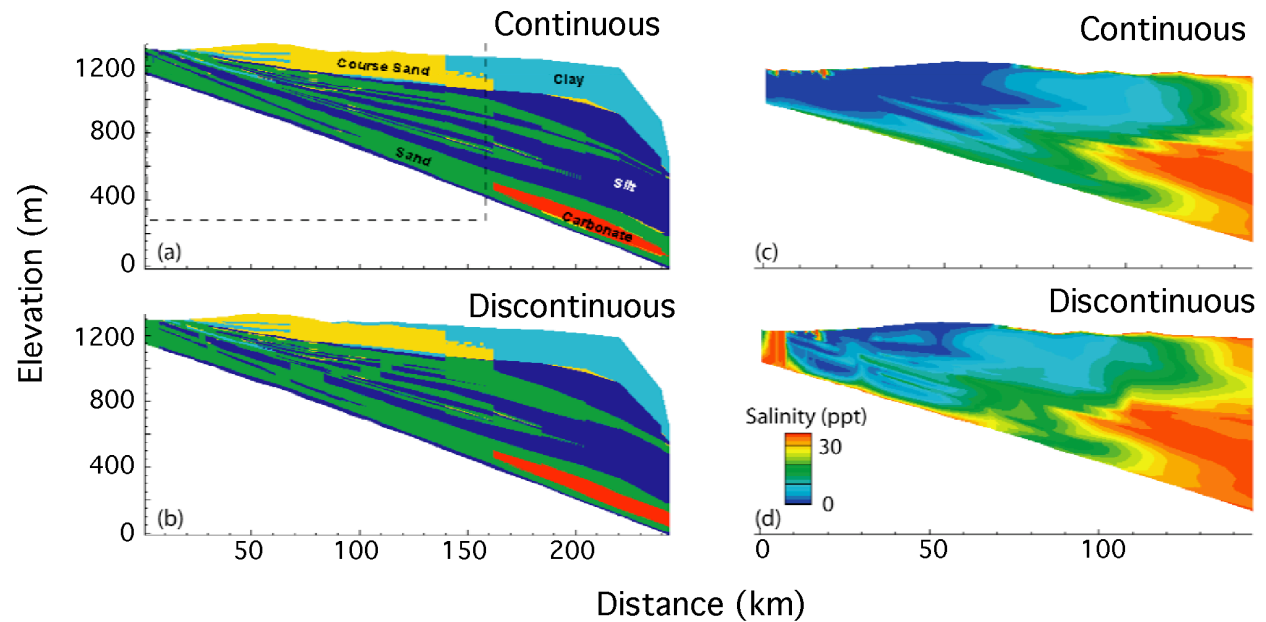 Continuous
Continuous
1200
800
400
0
Course Sand
Clay
Sand
Silt
Carbonate
(a)
(c)
Elevation (m)
Discontinuous
Discontinuous
1200
800
400
0
(b)
Salinity (ppt)
30
0
(d)
50
100
150
200
0
50
100
Distance (km)